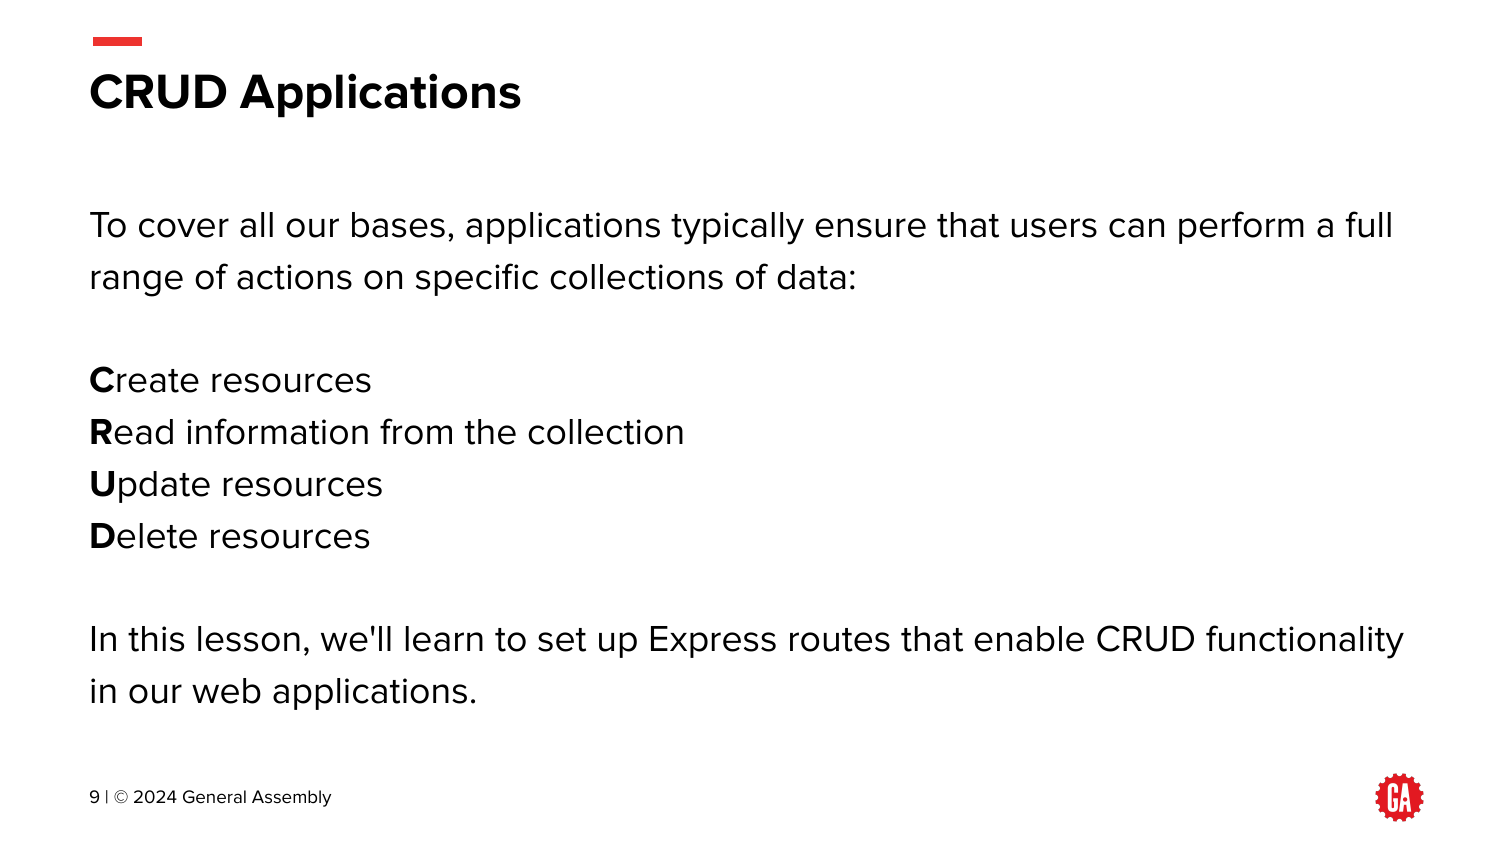 CRUD Applications
To cover all our bases, applications typically ensure that users can perform a full
range of actions on specific collections of data:
Create resources
Read information from the collection
Update resources
Delete resources
In this lesson, we'll learn to set up Express routes that enable CRUD functionality
in our web applications.
9 | © 2024 General Assembly
GA